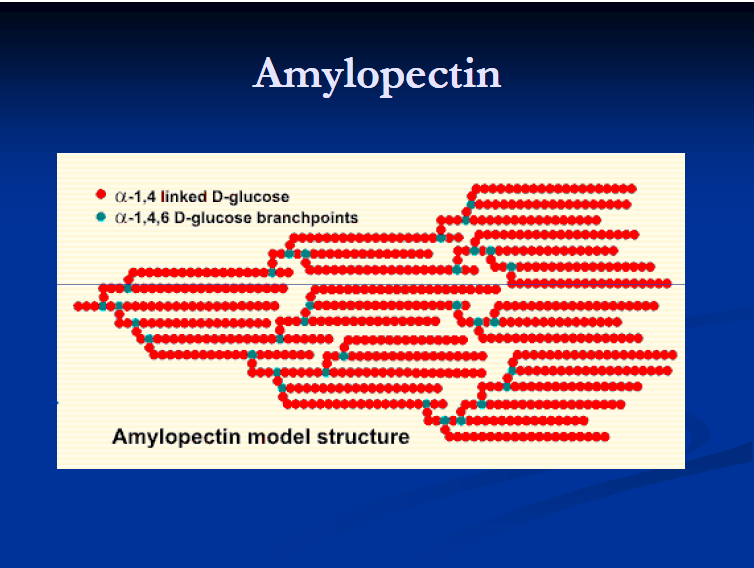 Amylopectin
α-1,4 linked D-glucose
α-1,4,6 D-glucose branchpoints
Amylopectin model structure